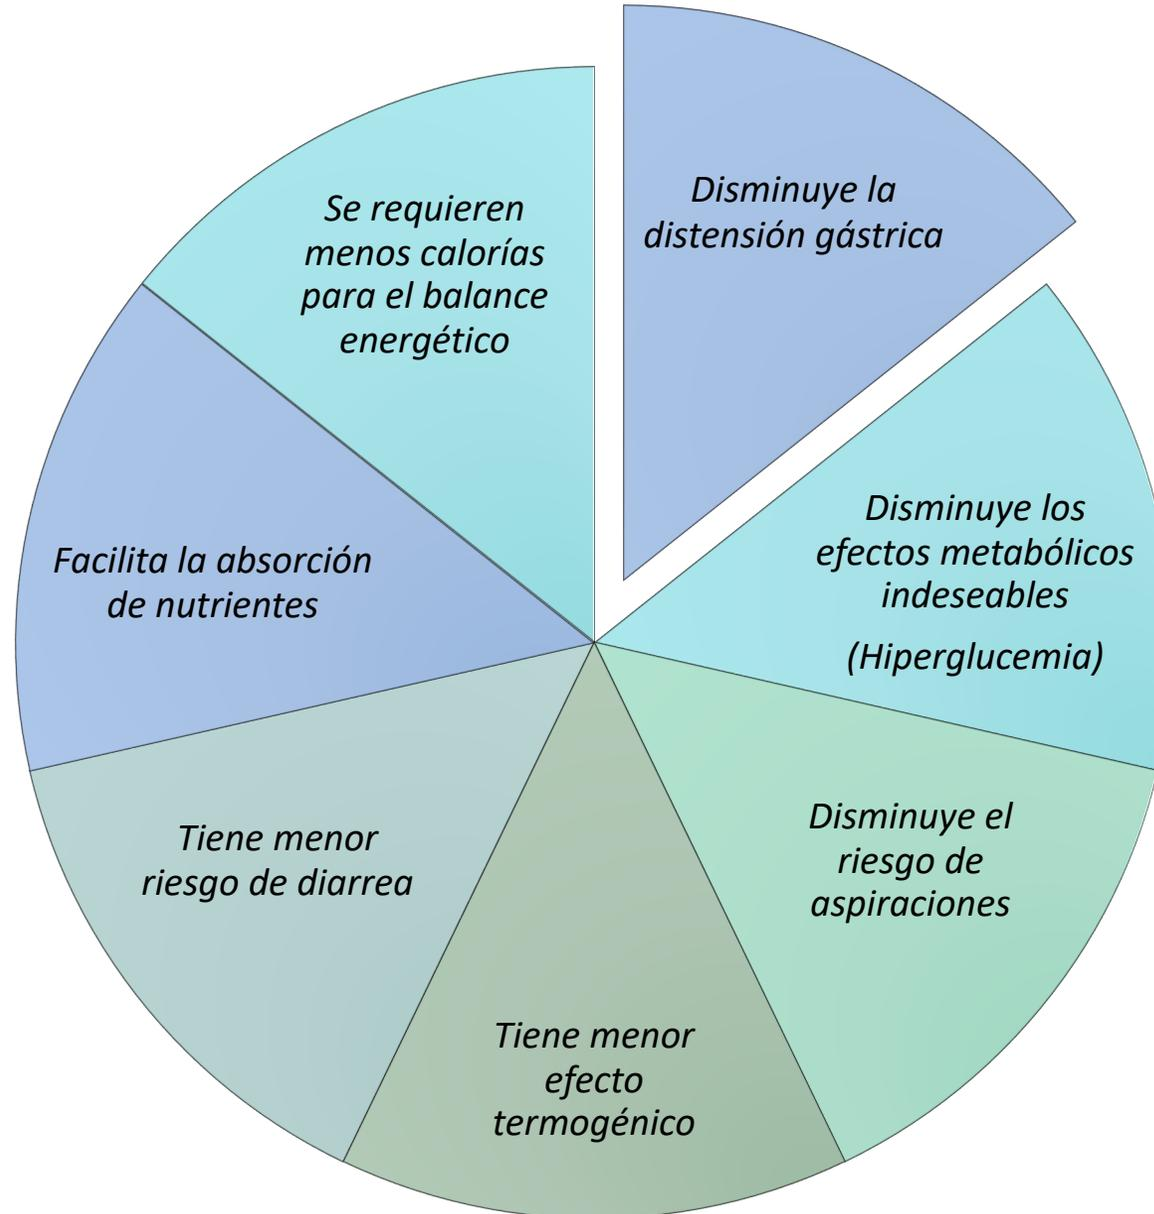 Disminuye la
distensión gástrica
Disminuye los
efectos metabólicos
indeseables
(Hiperglucemia)
Disminuye el
riesgo de
aspiraciones
Tiene menor
efecto
termogénico
Tiene menor
riesgo de diarrea
Facilita la absorción
de nutrientes
Se requieren
menos calorías
para el balance
energético